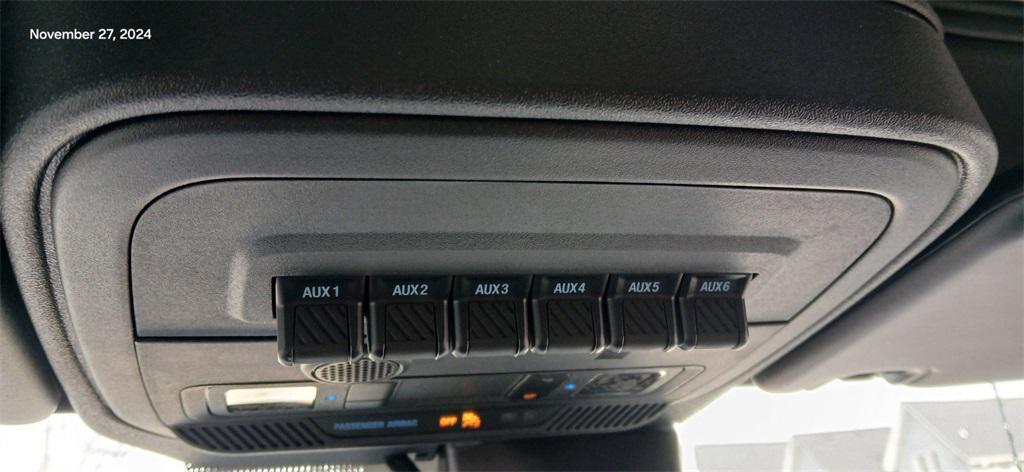 November 27, 2024
AUX1 AUX2 AUX3 AUX4 AUX5 AUX6
PASSENGER AIRBAG OFF